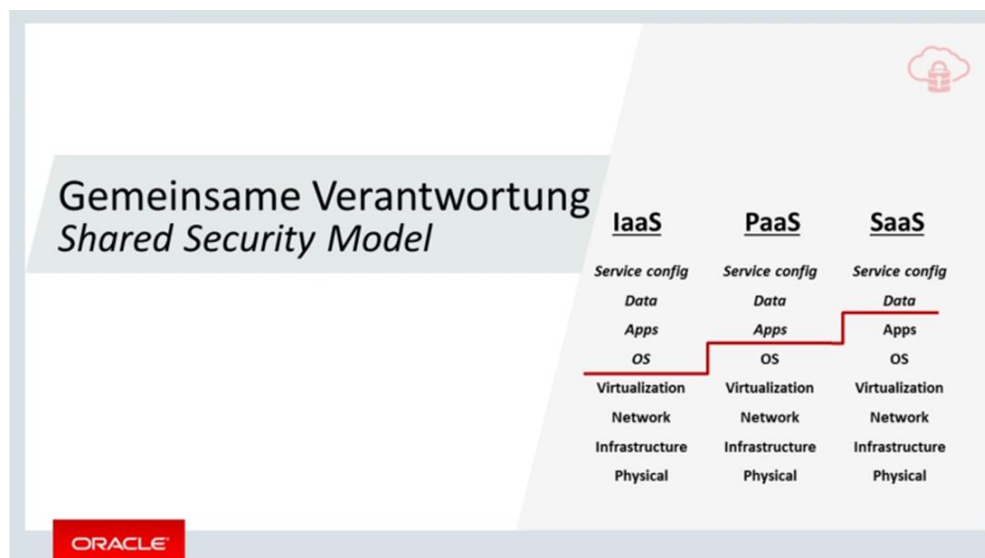 Gemeinsame Verantwortung
Shared Security Model
IaaS PaaS SaaS
Service config Service config Service config
Data Data Data
Apps Apps Apps
OS OS OS
Virtualization Virtualization Virtualization
Network Network Network
Infrastructure Infrastructure Infrastructure
Physical Physical Physical
ORACLE